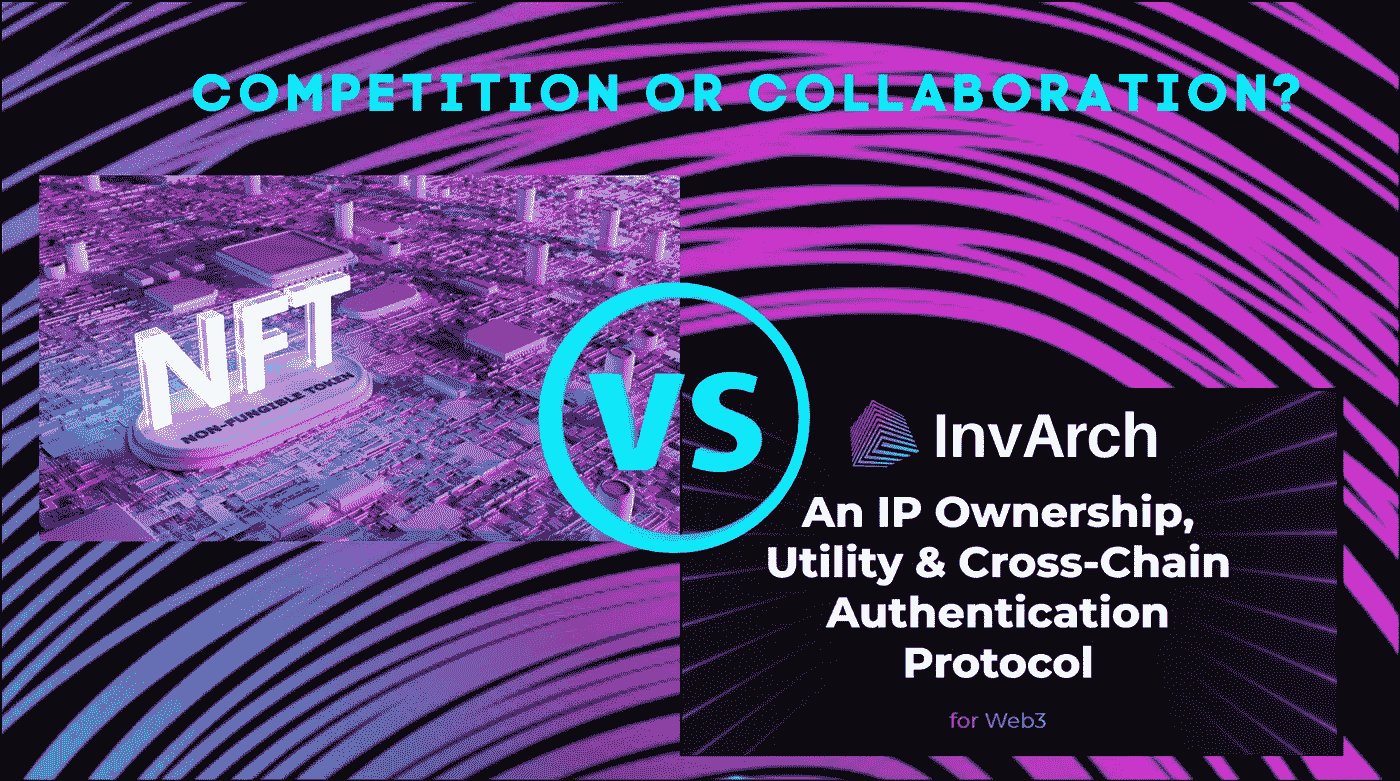 COMPETITION OR COLLABORATION?
NFT
NON-FUNGIBLE TOKEN
VS
InvArch
An IP Ownership,
Utility & Cross-Chain
Authentication
Protocol
for Web3